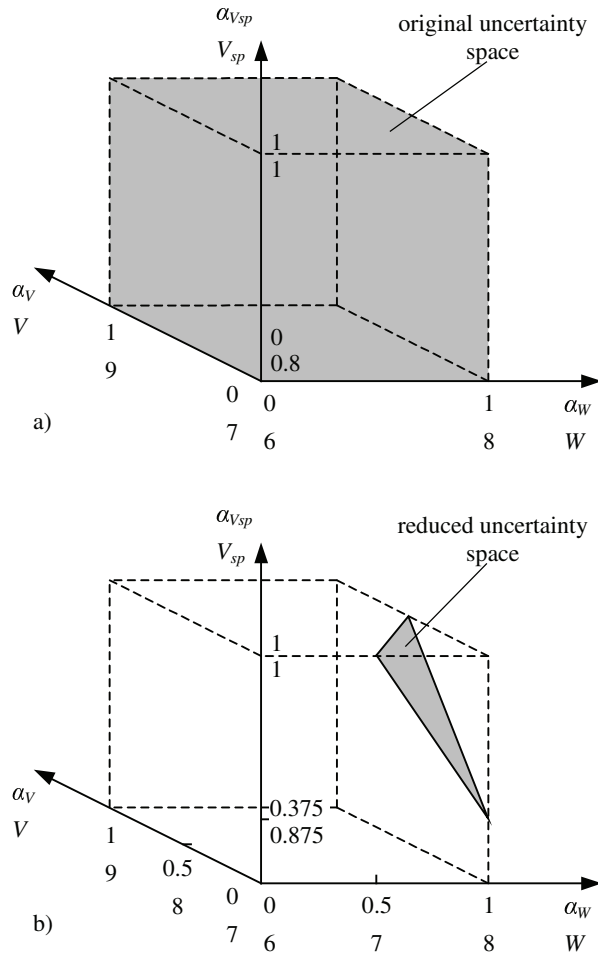 α_Vsp
V_sp
original uncertainty
space
1
1
α_V
V
1
9
0
0.8
0
7
0
6
1
8
α_W
W
a)
α_Vsp
V_sp
reduced uncertainty
space
1
1
α_V
V
1
9
0.5
8
0.375
0.875
0
7
0
6
0.5
7
1
8
α_W
W
b)